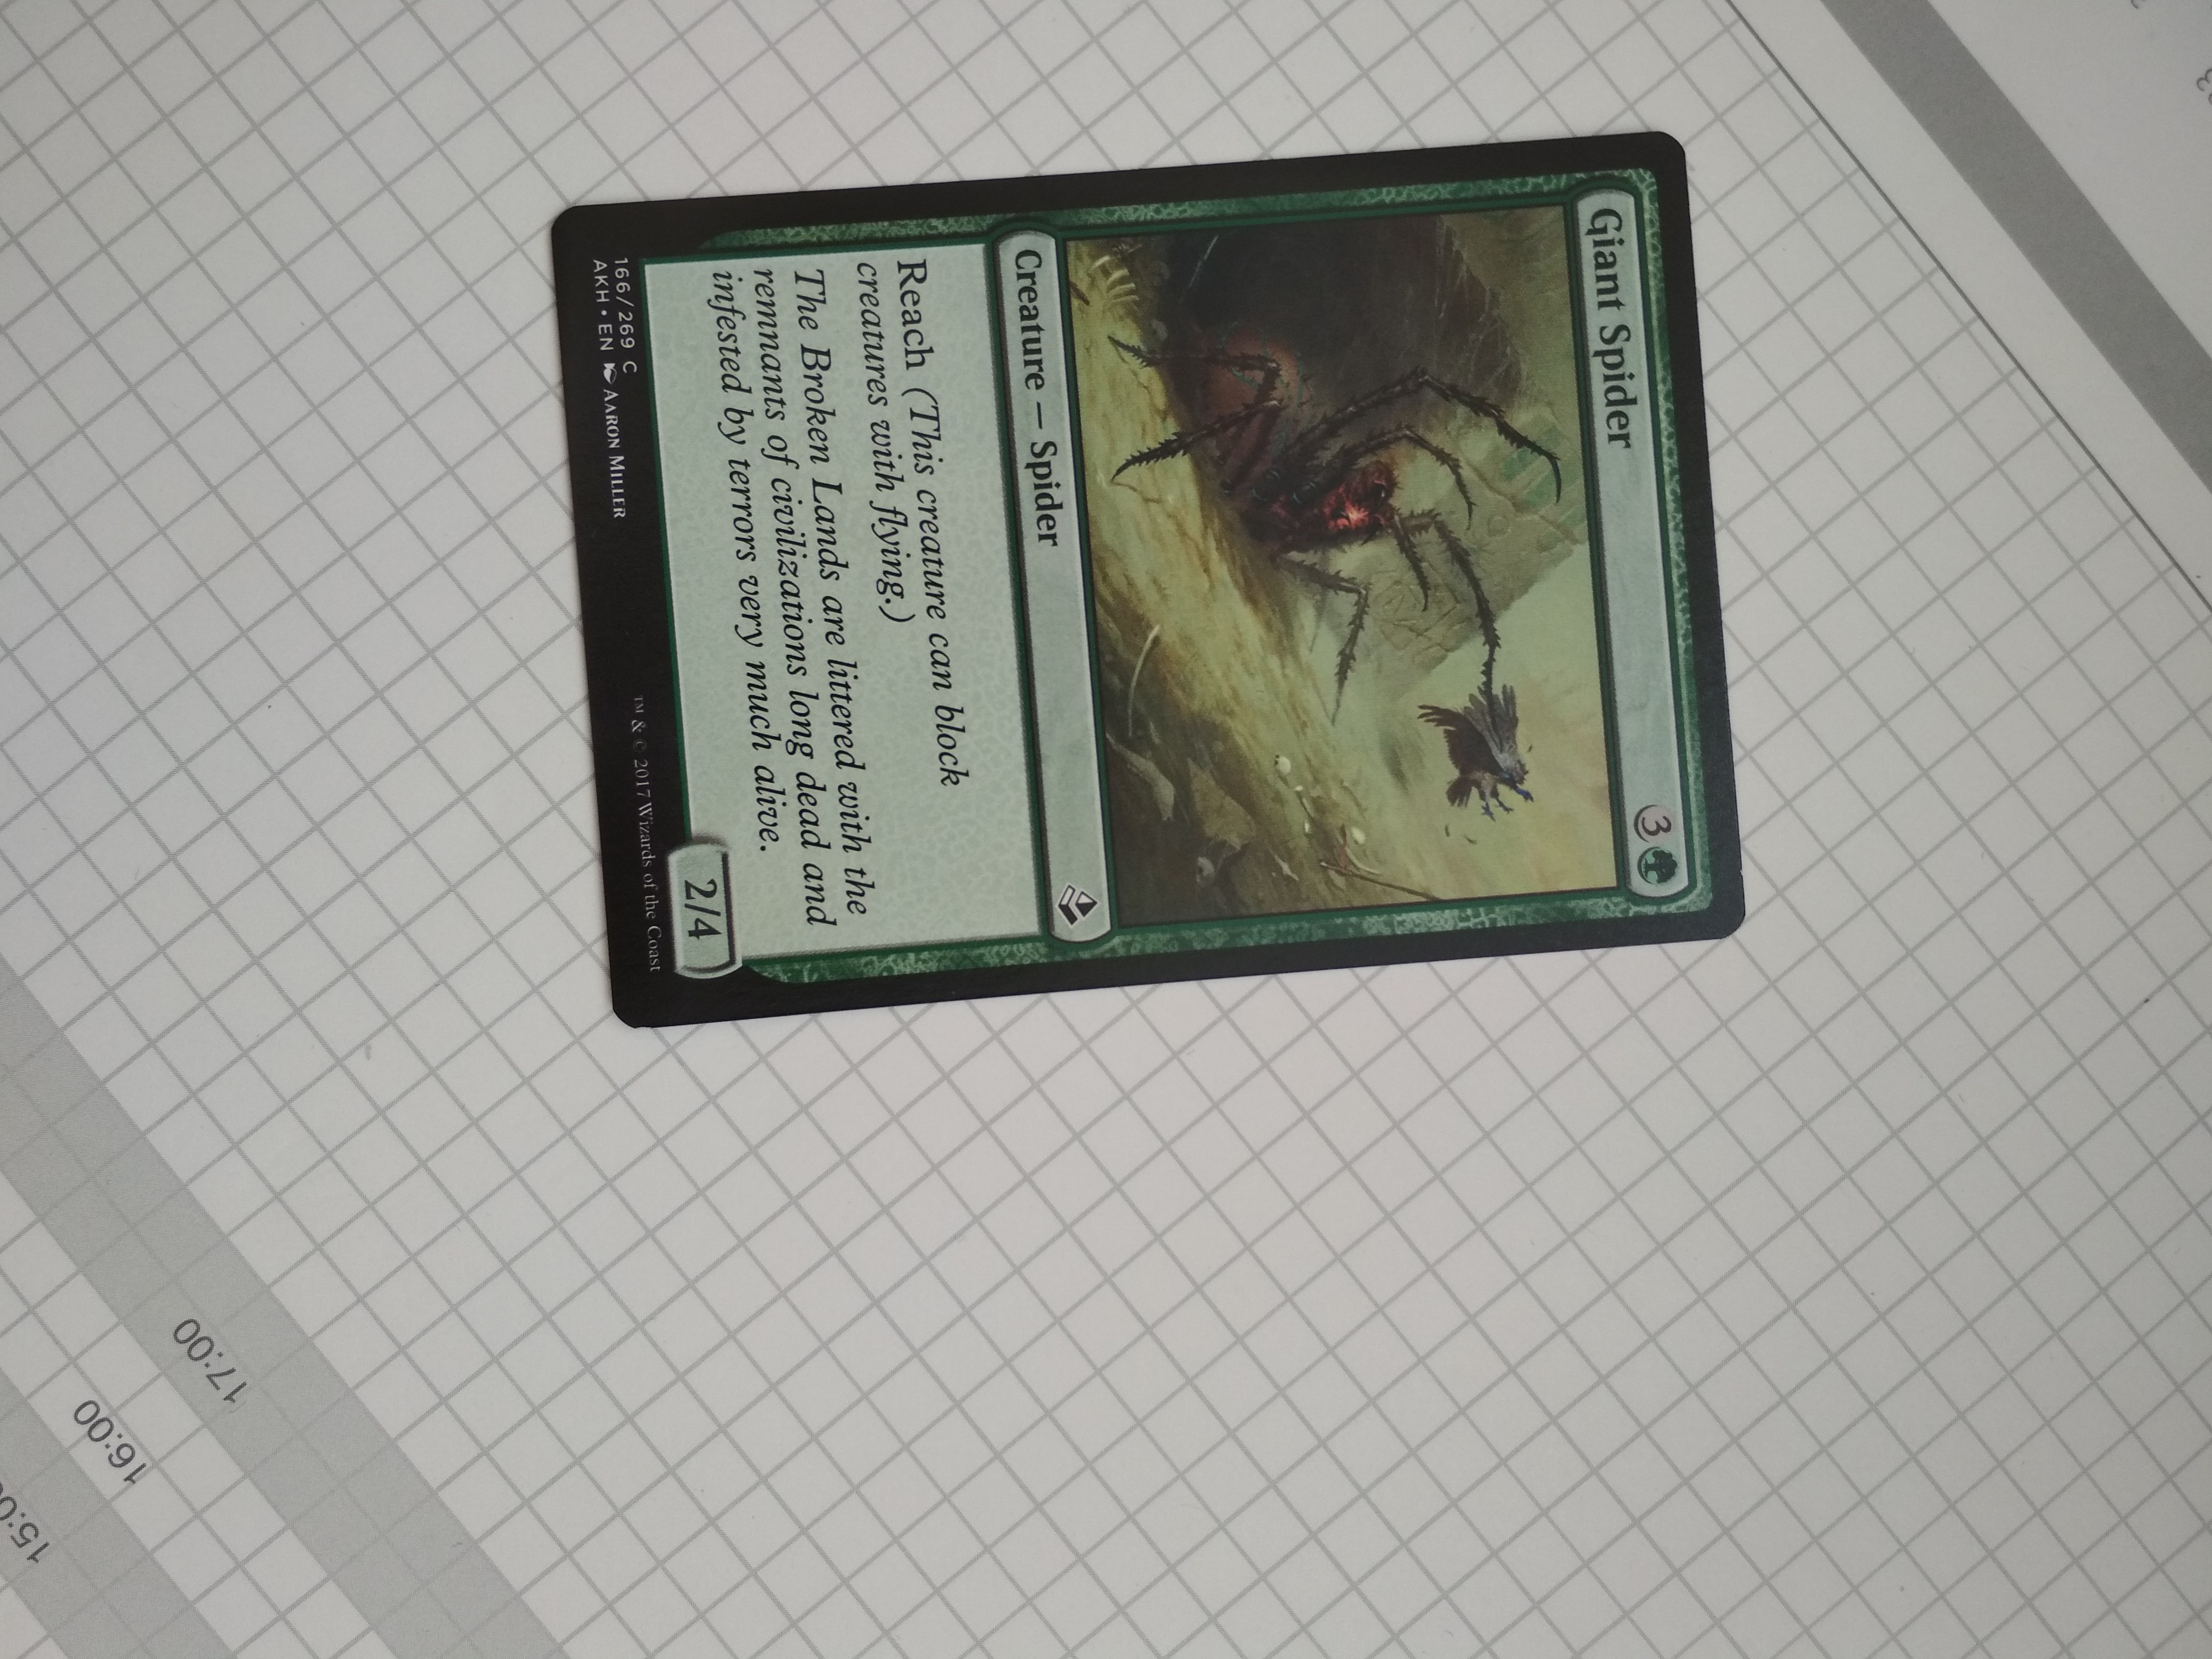 Giant Spider
3
Creature — Spider
Reach (This creature can block
creatures with flying.)
The Broken Lands are littered with the
remnants of civilizations long dead and
infested by terrors very much alive.
2/4
166/269 C
AKH • EN AARON MILLER
™ & © 2017 Wizards of the Coast
17:00
16:00